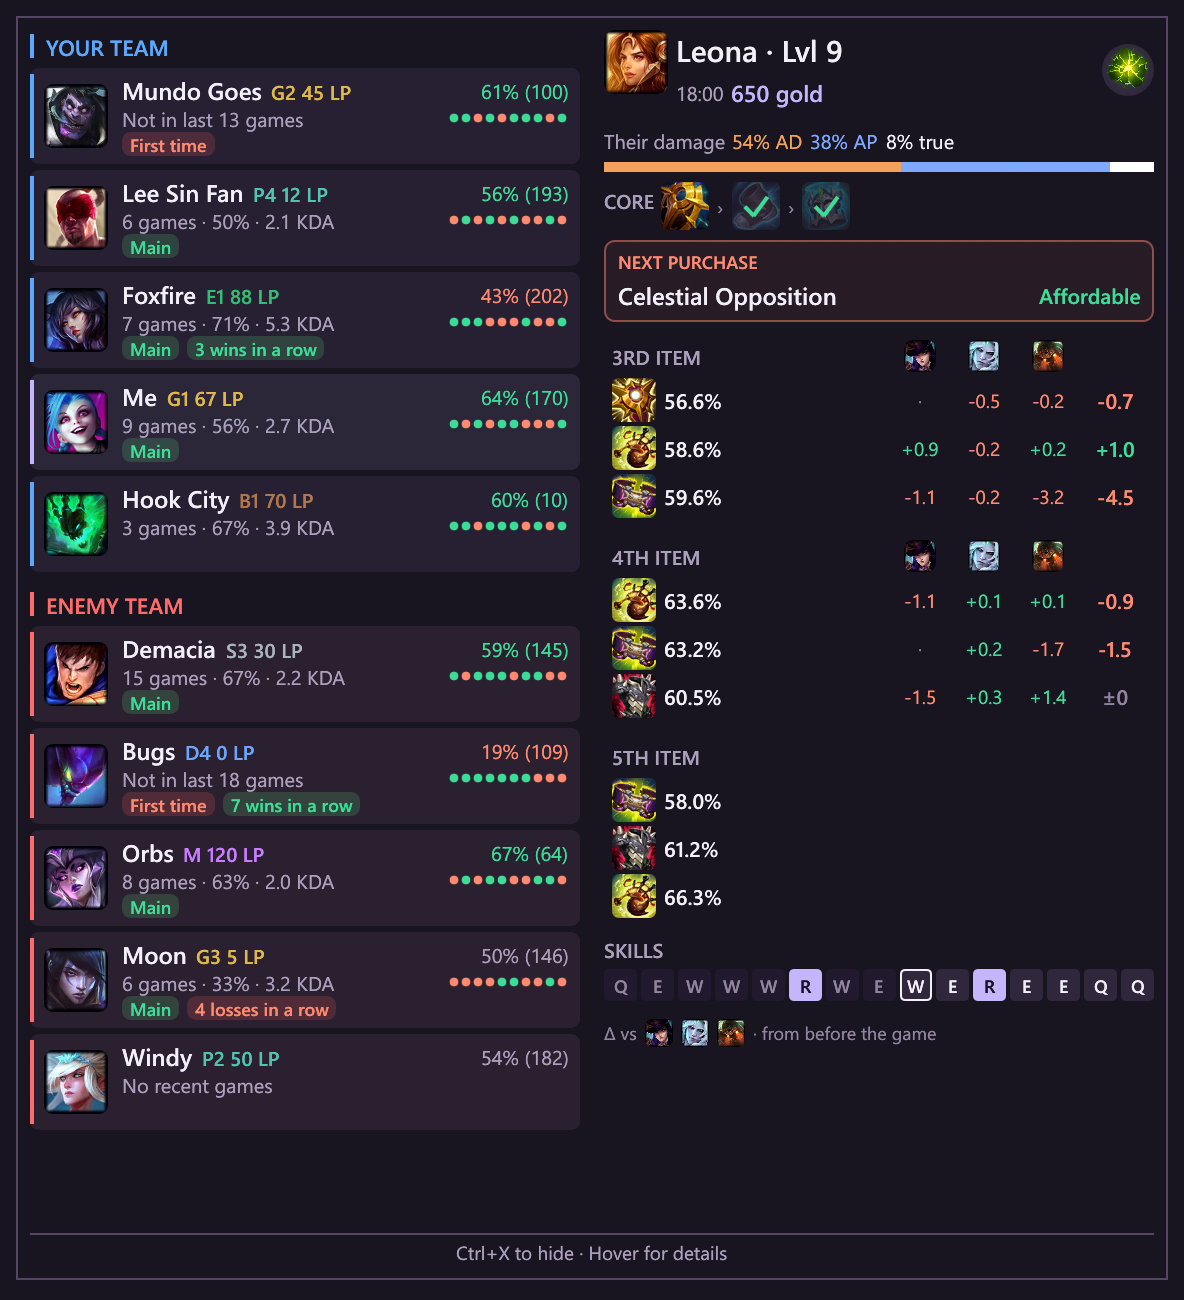 YOUR TEAM
Mundo Goes G2 45 LP 61% (100)
Not in last 13 games
First time
Lee Sin Fan P4 12 LP 56% (193)
6 games · 50% · 2.1 KDA
Main
Foxfire E1 88 LP 43% (202)
7 games · 71% · 5.3 KDA
Main 3 wins in a row
Me G1 67 LP 64% (170)
9 games · 56% · 2.7 KDA
Main
Hook City B1 70 LP 60% (10)
3 games · 67% · 3.9 KDA
ENEMY TEAM
Demacia S3 30 LP 59% (145)
15 games · 67% · 2.2 KDA
Main
Bugs D4 0 LP 19% (109)
Not in last 18 games
First time 7 wins in a row
Orbs M 120 LP 67% (64)
8 games · 63% · 2.0 KDA
Main
Moon G3 5 LP 50% (146)
6 games · 33% · 3.2 KDA
Main 4 losses in a row
Windy P2 50 LP 54% (182)
No recent games
Leona · Lvl 9
18:00 650 gold
Their damage 54% AD 38% AP 8% true
CORE › ›
NEXT PURCHASE
Celestial Opposition Affordable
3RD ITEM
56.6% · -0.5 -0.2 -0.7
58.6% +0.9 -0.2 +0.2 +1.0
59.6% -1.1 -0.2 -3.2 -4.5
4TH ITEM
63.6% -1.1 +0.1 +0.1 -0.9
63.2% · +0.2 -1.7 -1.5
60.5% -1.5 +0.3 +1.4 ±0
5TH ITEM
58.0%
61.2%
66.3%
SKILLS
Q E W W W R W E W E R E E Q Q
Δ vs · from before the game
Ctrl+X to hide · Hover for details